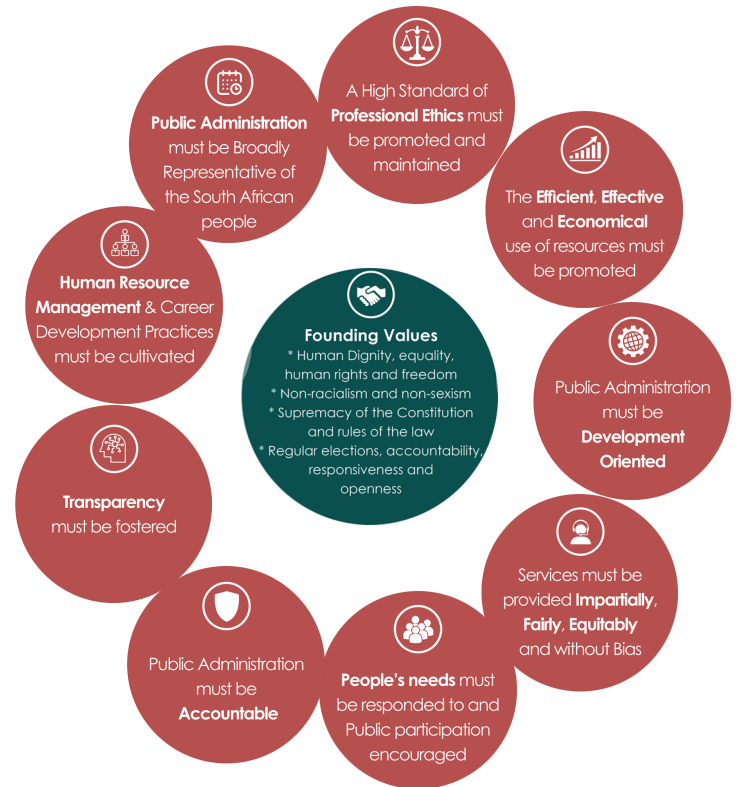 A High Standard of
Professional Ethics must
be promoted and
maintained
The Efficient, Effective
and Economical
use of resources must
be promoted
Public Administration
must be
Development
Oriented
Services must be
provided Impartially,
Fairly, Equitably
and without Bias
People's needs must
be responded to and
Public participation
encouraged
Public Administration
must be
Accountable
Transparency
must be fostered
Human Resource
Management & Career
Development Practices
must be cultivated
Public Administration
must be Broadly
Representative of
the South African
people
Founding Values
* Human Dignity, equality,
human rights and freedom
* Non-racialism and non-sexism
* Supremacy of the Constitution
and rules of the law
* Regular elections, accountability,
responsiveness and
openness